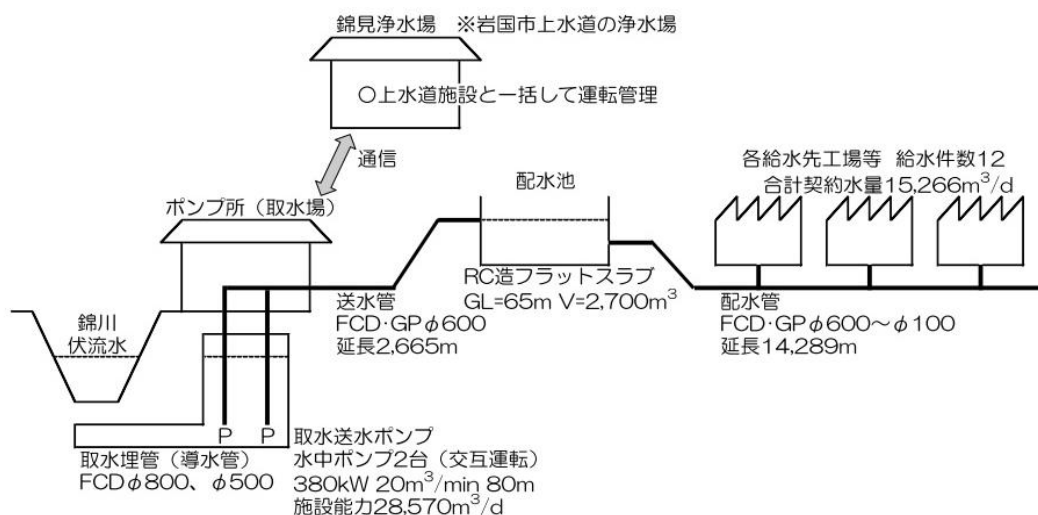 錦見浄水場 ※岩国市上水道の浄水場
〇上水道施設と一括して運転管理
通信
ポンプ所（取水場）
配水池
各給水先工場等 給水件数12
合計契約水量15,266m³/d
錦川
伏流水
送水管
FCD･GPφ600
延長2,665m
RC造フラットスラブ
GL=65m V=2,700m³
配水管
FCD･GPφ600～φ100
延長14,289m
P P
取水埋管（導水管）
FCDφ800、φ500
取水送水ポンプ
水中ポンプ2台（交互運転）
380kW 20m³/min 80m
施設能力28,570m³/d